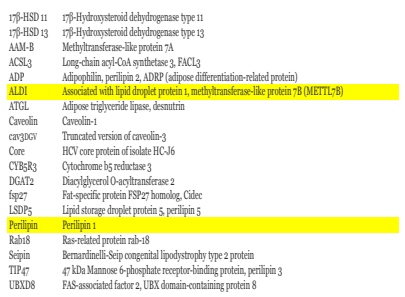 17β-HSD 11 17β-Hydroxysteroid dehydrogenase type 11
17β-HSD 13 17β-Hydroxysteroid dehydrogenase type 13
AAM-B Methyltransferase-like protein 7A
ACSL3 Long-chain acyl-CoA synthetase 3, FACL3
ADP Adipophilin, perilipin 2, ADRP (adipose differentiation-related protein)
ALDI Associated with lipid droplet protein 1, methyltransferase-like protein 7B (METTL7B)
ATGL Adipose triglyceride lipase, desnutrin
Caveolin Caveolin-1
cav3DGV Truncated version of caveolin-3
Core HCV core protein of isolate HC-J6
CYB5R3 Cytochrome b5 reductase 3
DGAT2 Diacylglycerol O-acyltransferase 2
fsp27 Fat-specific protein FSP27 homolog, Cidec
LSDP5 Lipid storage droplet protein 5, perilipin 5
Perilipin Perilipin 1
Rab18 Ras-related protein rab-18
Seipin Bernardinelli-Seip congenital lipodystrophy type 2 protein
TIP47 47 kDa Mannose 6-phosphate receptor-binding protein, perilipin 3
UBXD8 FAS-associated factor 2, UBX domain-containing protein 8